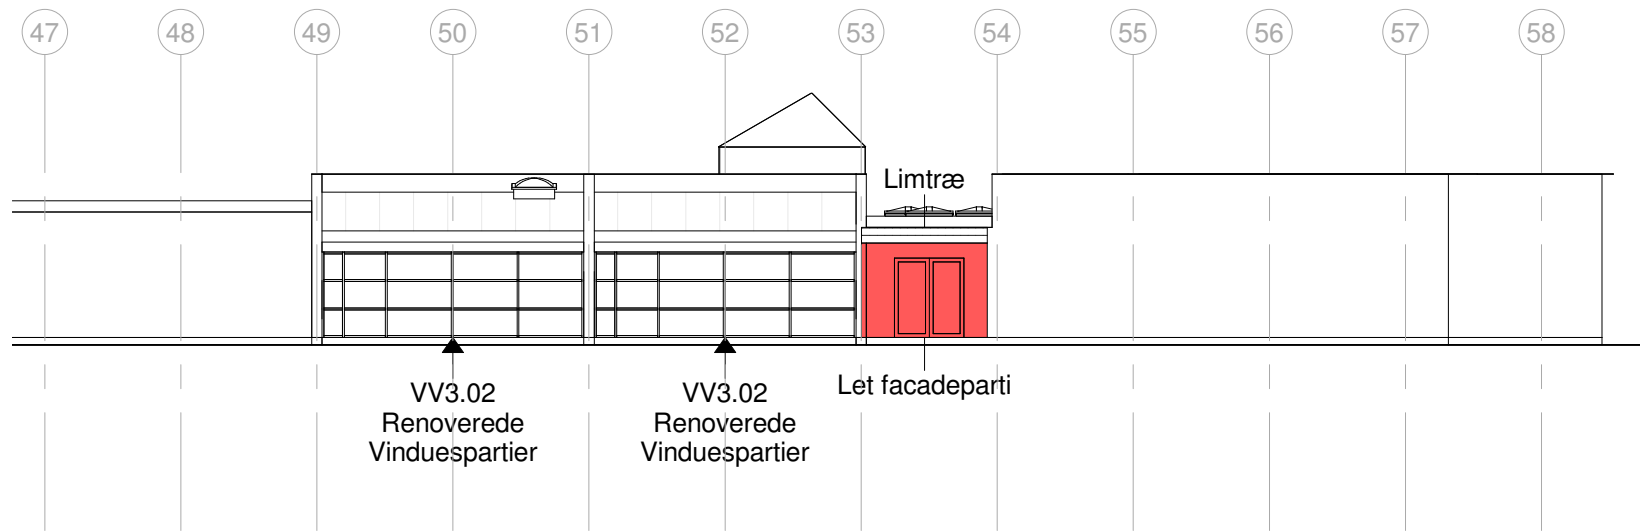 47 48 49 50 51 52 53 54 55 56 57 58
Limtræ
Let facadeparti
VV3.02
Renoverede
Vinduespartier
VV3.02
Renoverede
Vinduespartier